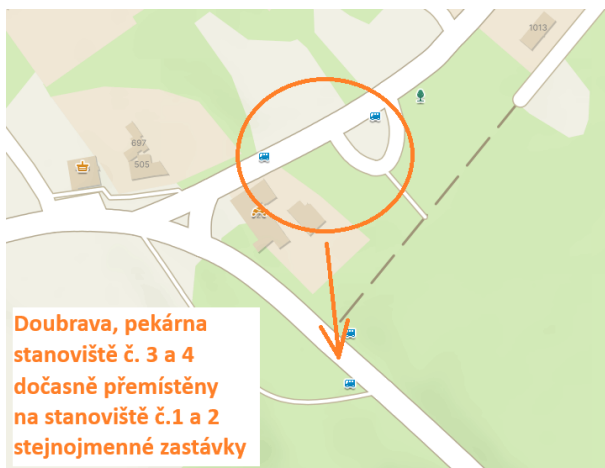 1013
697
505
Doubrava, pekárna
stanoviště č. 3 a 4
dočasně přemístěny
na stanoviště č.1 a 2
stejnojmenné zastávky